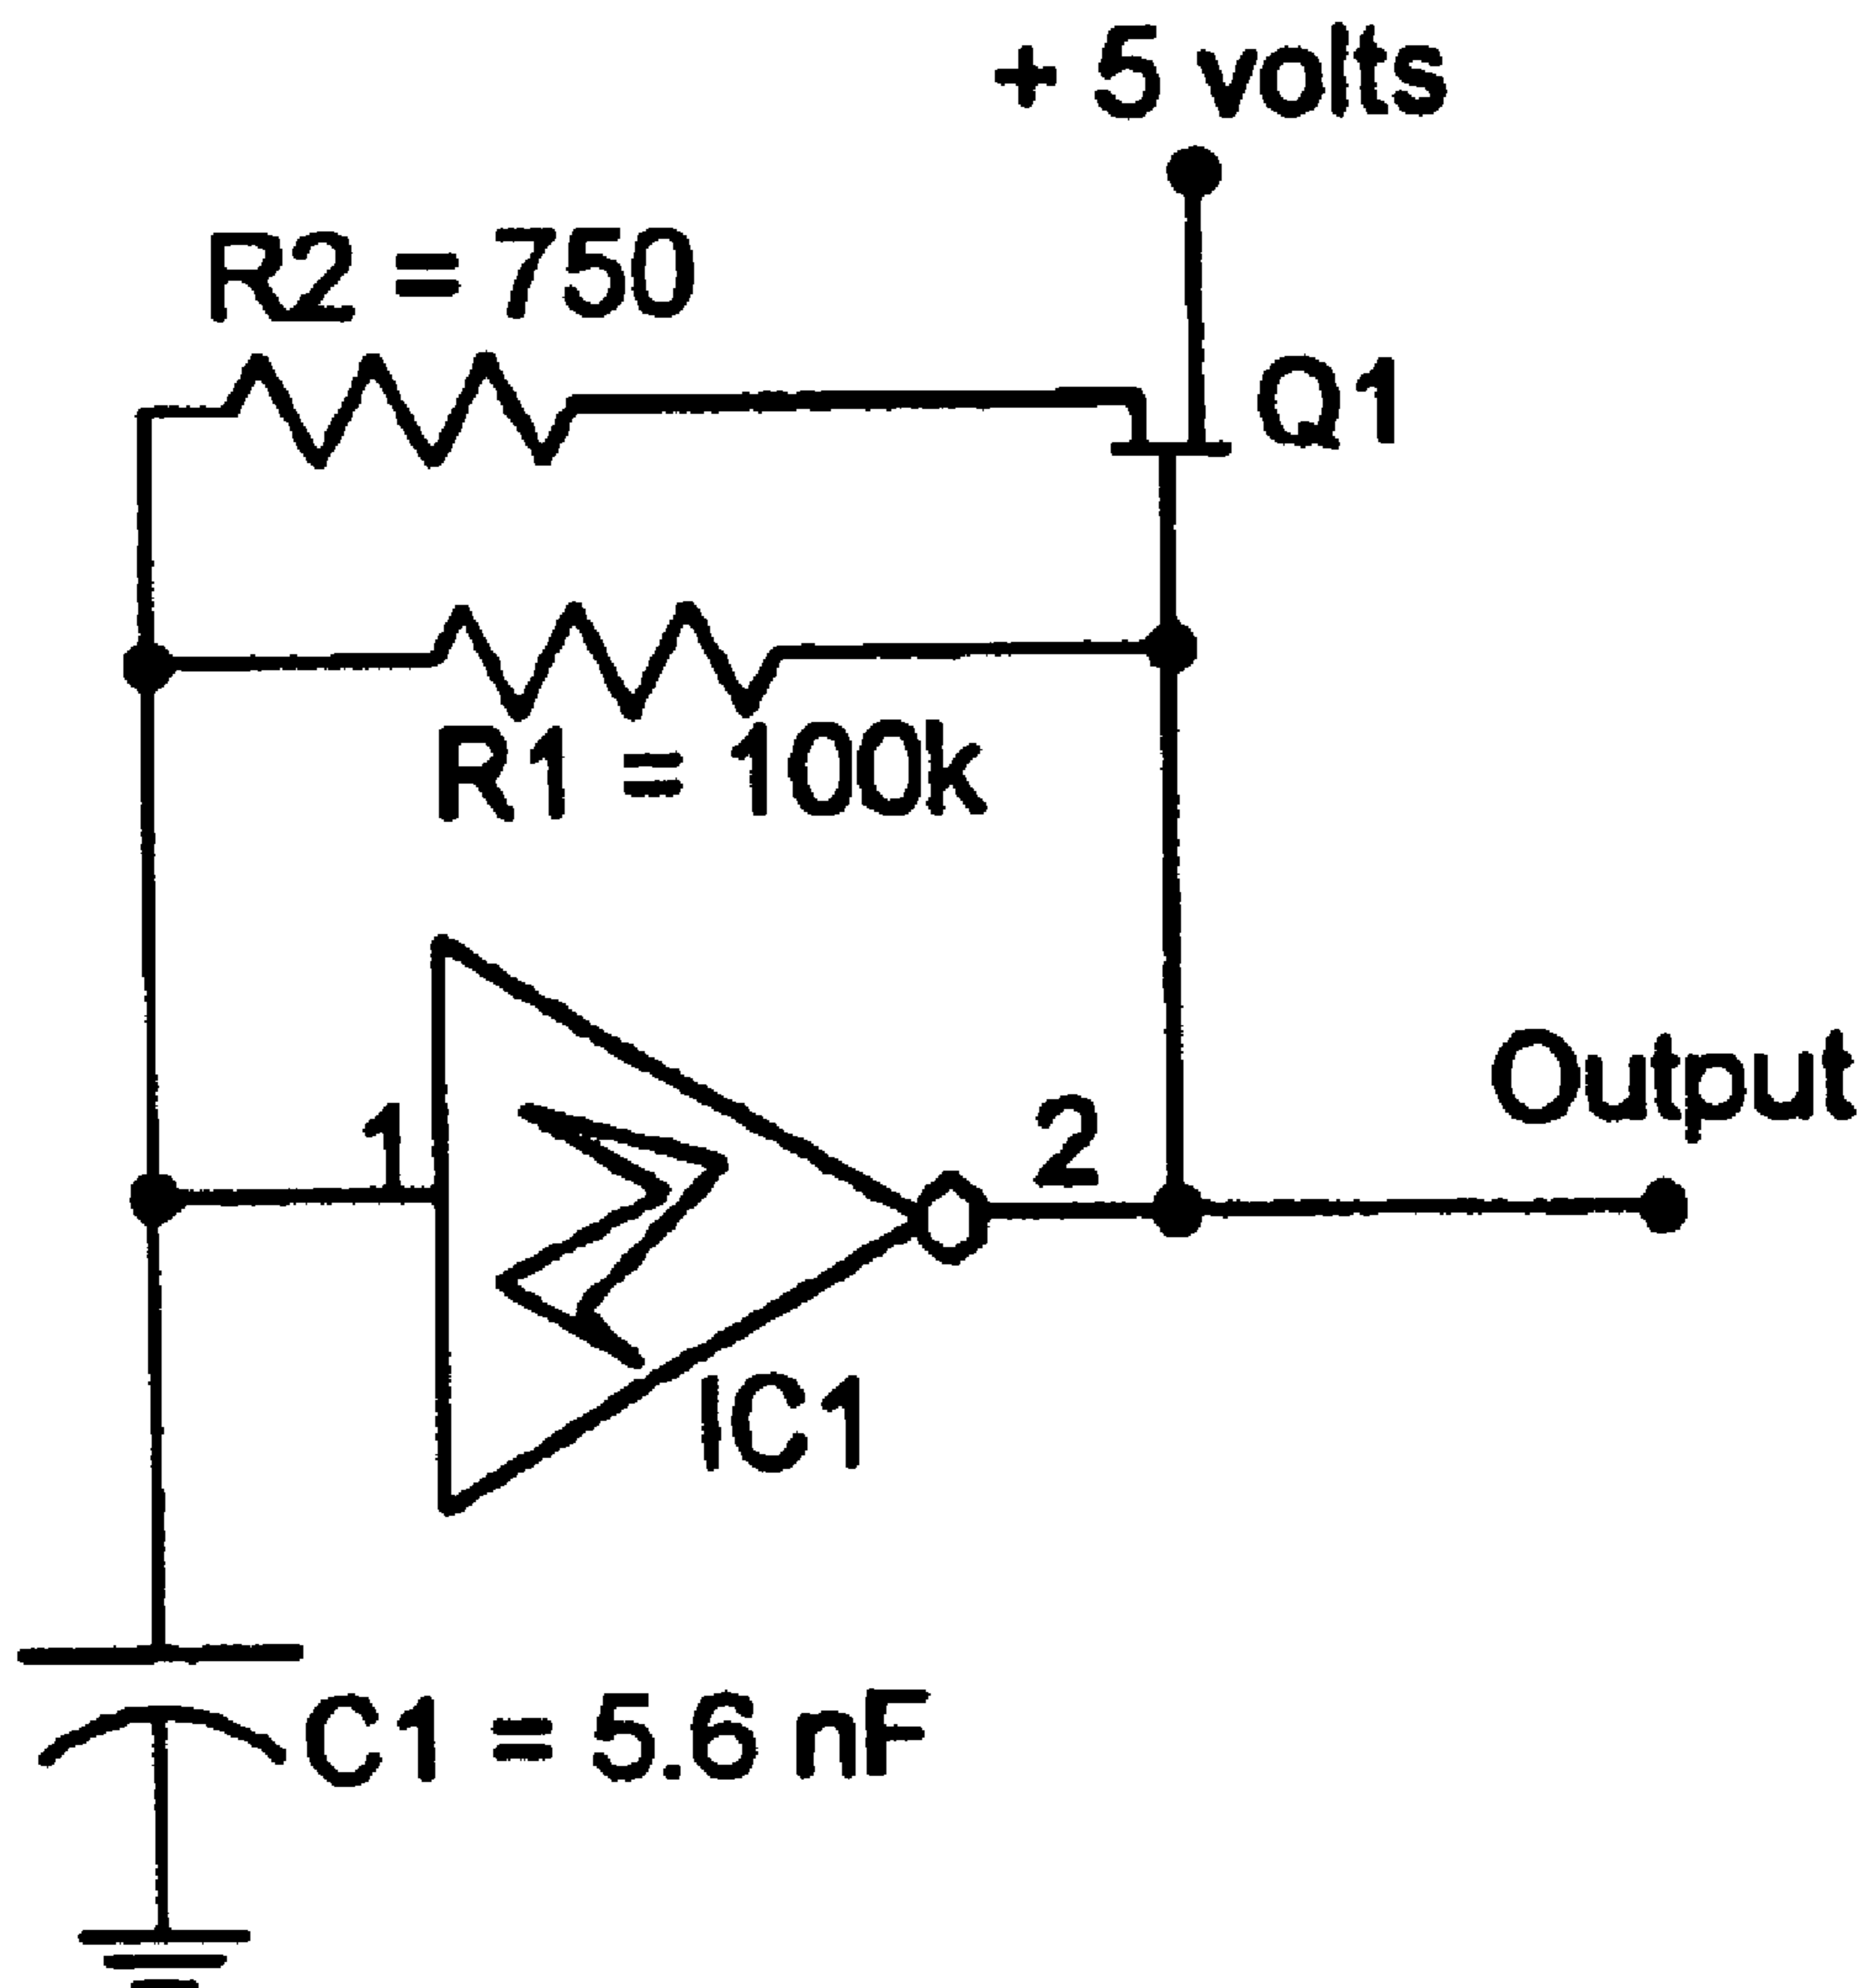 + 5 volts
R2 = 750
Q1
R1 = 100k
Output
1
2
IC1
C1 = 5.6 nF